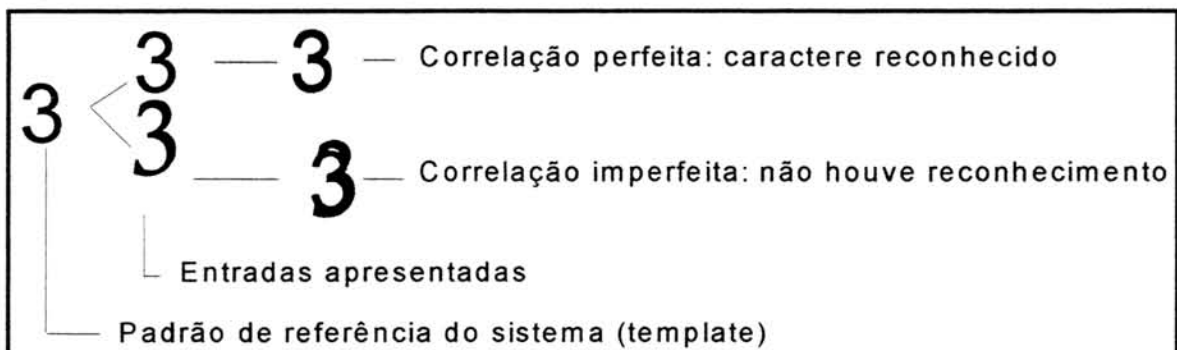 3 — 3 — Correlação perfeita: caractere reconhecido
3
3 — 3 — Correlação imperfeita: não houve reconhecimento
Entradas apresentadas
Padrão de referência do sistema (template)